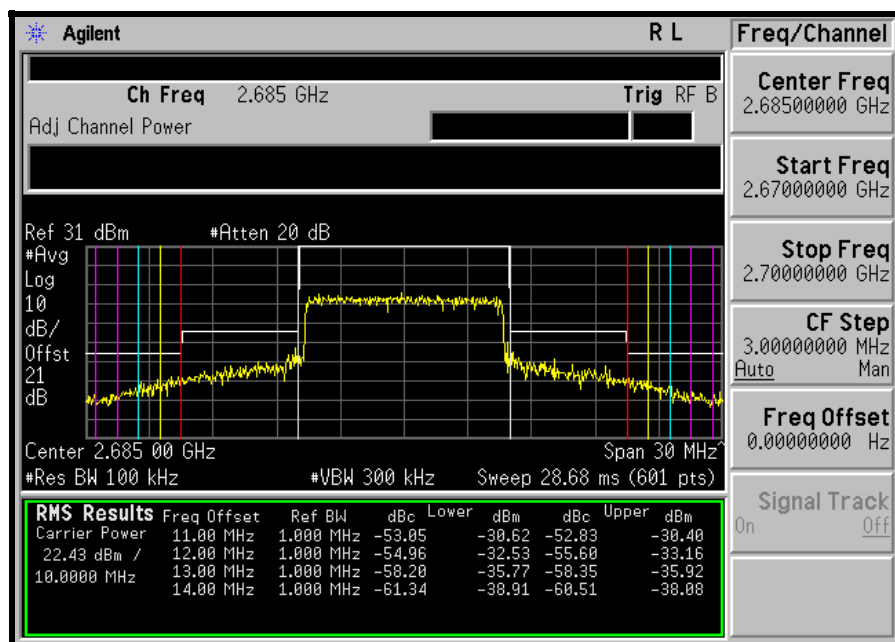 Agilent R L Freq/Channel
Ch Freq 2.685 GHz Trig RF B
Adj Channel Power
Center Freq
2.68500000 GHz
Start Freq
2.67000000 GHz
Stop Freq
2.70000000 GHz
CF Step
3.00000000 MHz
Auto Man
Freq Offset
0.00000000 Hz
Signal Track
On Off
Ref 31 dBm #Atten 20 dB
#Avg
Log
10
dB/
Offst
21
dB
Center 2.685 00 GHz Span 30 MHz^
#Res BW 100 kHz #VBW 300 kHz Sweep 28.68 ms (601 pts)
RMS Results Freq Offset Ref BW dBc Lower dBm dBc Upper dBm
Carrier Power 11.00 MHz 1.000 MHz -53.05 -30.62 -52.83 -30.40
22.43 dBm / 12.00 MHz 1.000 MHz -54.96 -32.53 -55.60 -33.16
10.0000 MHz 13.00 MHz 1.000 MHz -58.20 -35.77 -58.35 -35.92
14.00 MHz 1.000 MHz -61.34 -38.91 -60.51 -38.08